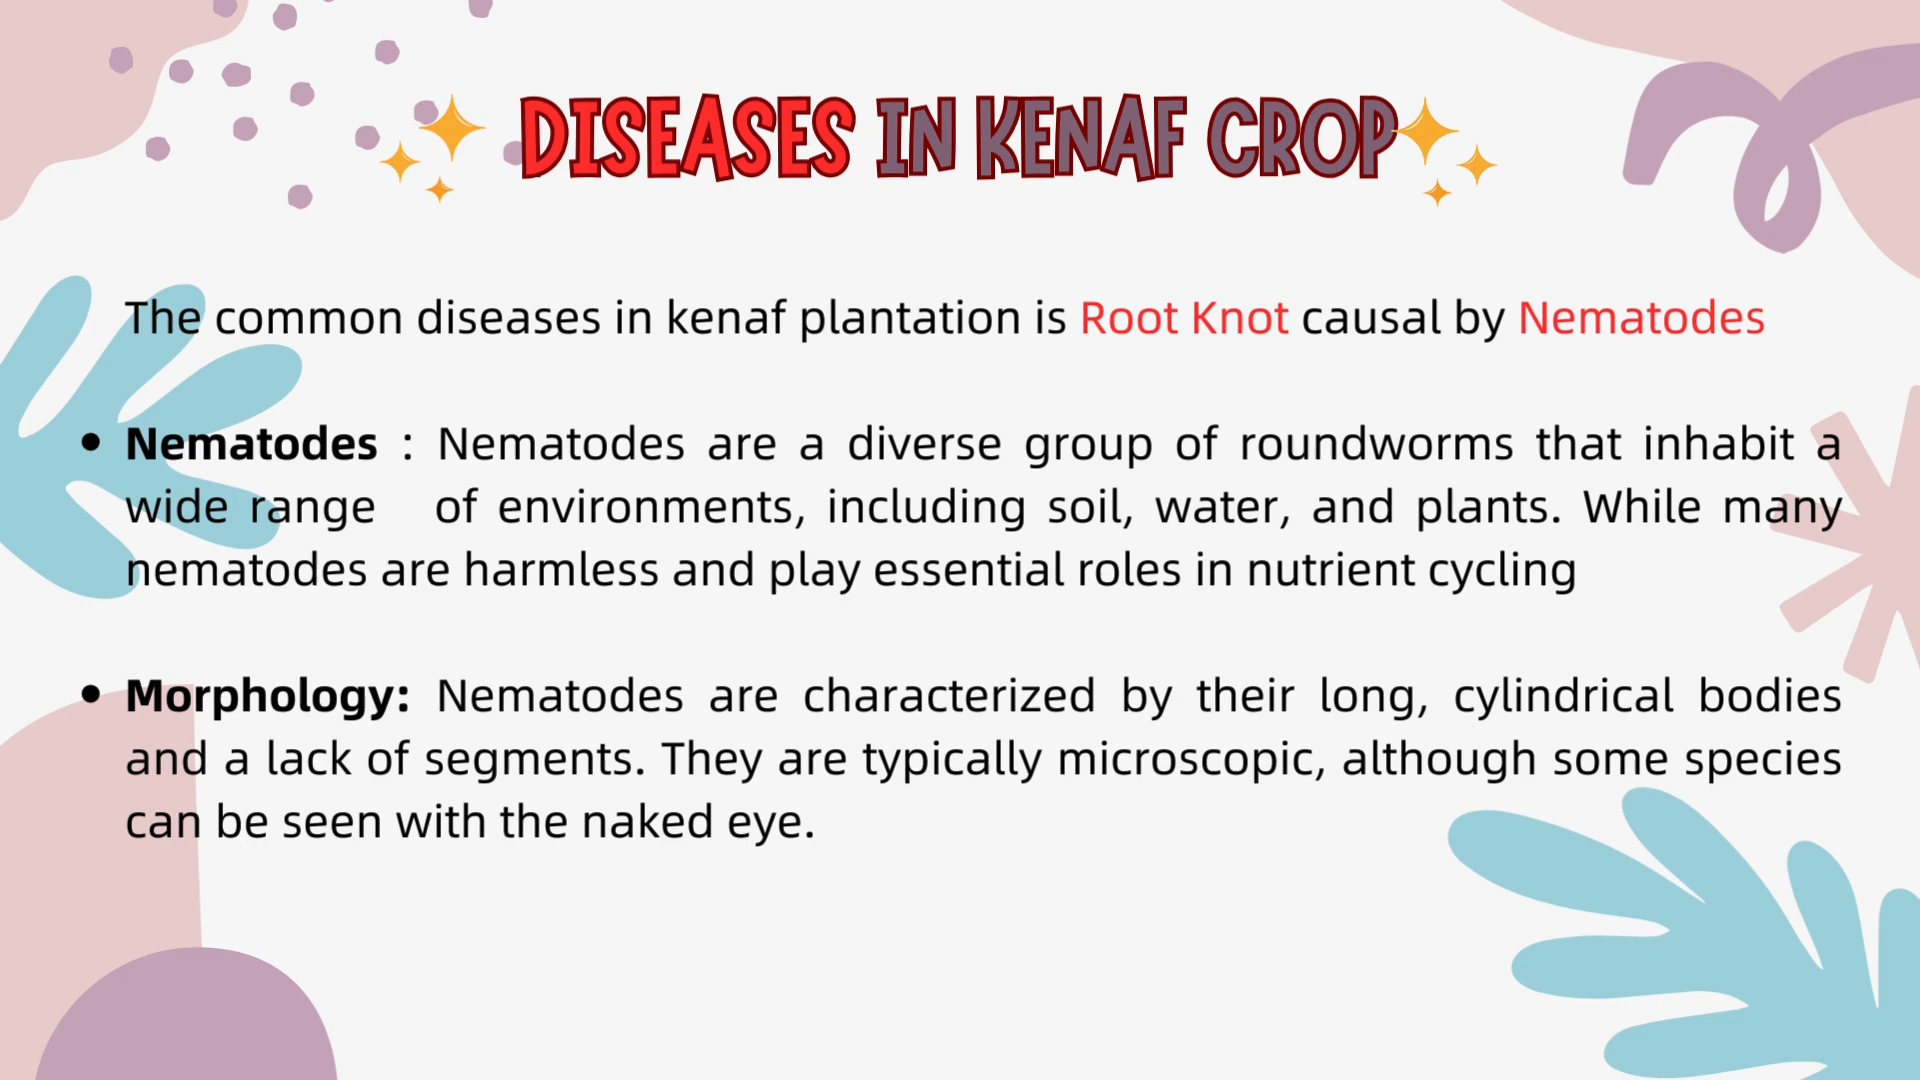 DISEASES IN KENAF CROP
The common diseases in kenaf plantation is Root Knot causal by Nematodes
• Nematodes : Nematodes are a diverse group of roundworms that inhabit a
wide range of environments, including soil, water, and plants. While many
nematodes are harmless and play essential roles in nutrient cycling
• Morphology: Nematodes are characterized by their long, cylindrical bodies
and a lack of segments. They are typically microscopic, although some species
can be seen with the naked eye.